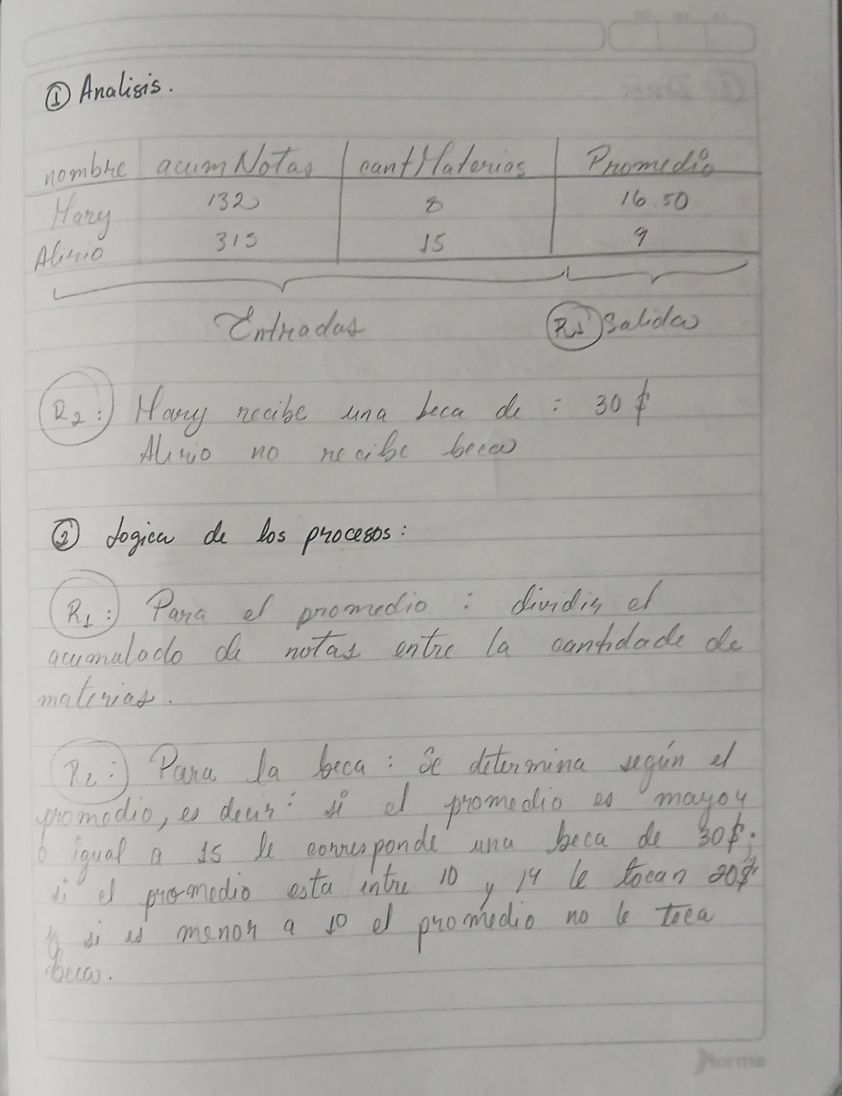 ① Analisis.
nombre acumNotas cantMaterias Promedio
Mary 132 8 16.50
Alirio 315 15 9
Entradas R1 Salida
R2: Mary recibe una beca de : 30 $
Alirio no recibe beca
② Logica de los procesos:
R1: Para el promedio : dividir el
acumulado de notas entre la cantidade de
materias.
R2: Para la beca : Se determina según el
promedio, es decir: si el promedio es mayor
o igual a 15 le corresponde una beca de 30$;
si el promedio esta entre 10 y 14 le tocan 20$
y si es menor a 10 el promedio no le toca
beca.
Norma